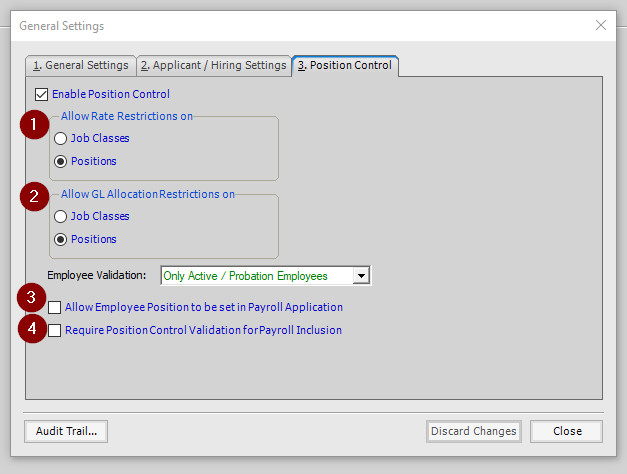 General Settings
1. General Settings
2. Applicant / Hiring Settings
3. Position Control
Enable Position Control
1
Allow Rate Restrictions on
Job Classes
Positions
2
Allow GL Allocation Restrictions on
Job Classes
Positions
Employee Validation:
Only Active / Probation Employees
3
Allow Employee Position to be set in Payroll Application
4
Require Position Control Validation for Payroll Inclusion
Audit Trail...
Discard Changes
Close